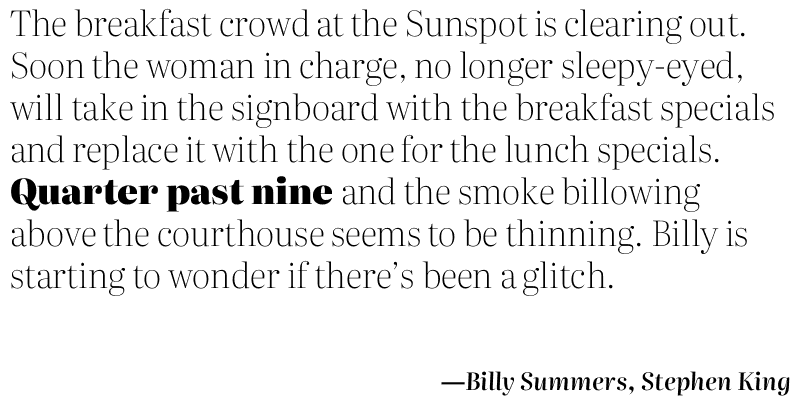 The breakfast crowd at the Sunspot is clearing out.
Soon the woman in charge, no longer sleepy-eyed,
will take in the signboard with the breakfast specials
and replace it with the one for the lunch specials.
Quarter past nine and the smoke billowing
above the courthouse seems to be thinning. Billy is
starting to wonder if there’s been a glitch.
—Billy Summers, Stephen King